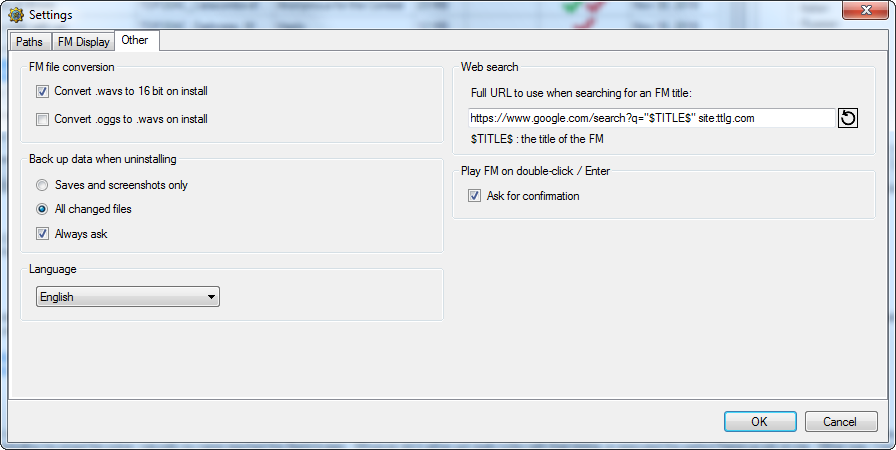 Settings
Paths
FM Display
Other
FM file conversion
Convert .wavs to 16 bit on install
Convert .oggs to .wavs on install
Back up data when uninstalling
Saves and screenshots only
All changed files
Always ask
Language
English
Web search
Full URL to use when searching for an FM title:
https://www.google.com/search?q="$TITLE$" site:ttlg.com
$TITLE$ : the title of the FM
Play FM on double-click / Enter
Ask for confirmation
OK
Cancel